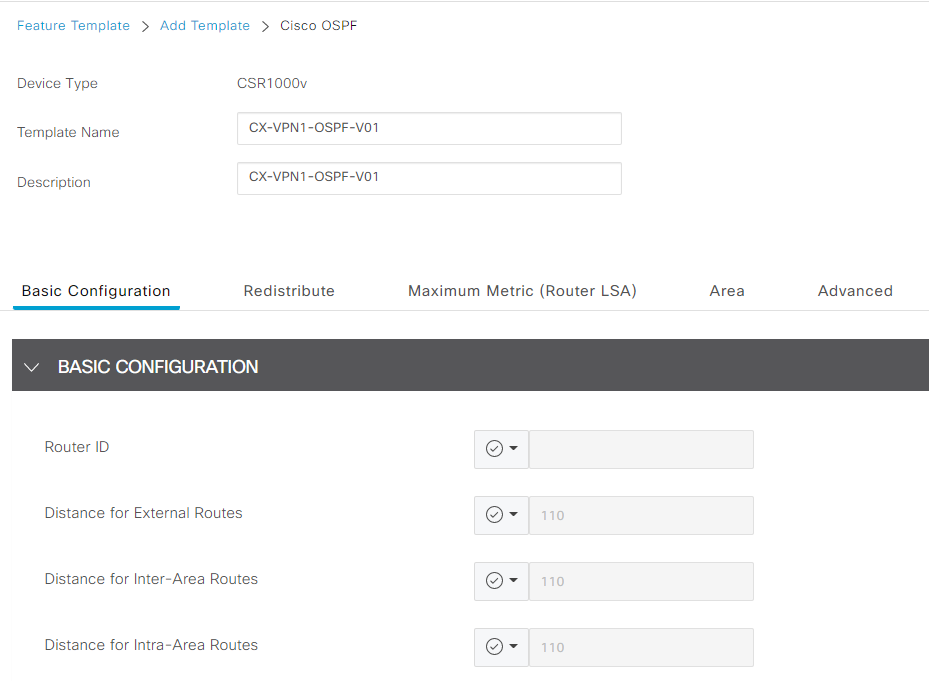 Feature Template > Add Template > Cisco OSPF
Device Type CSR1000v
Template Name CX-VPN1-OSPF-V01
Description CX-VPN1-OSPF-V01
Basic Configuration Redistribute Maximum Metric (Router LSA) Area Advanced
BASIC CONFIGURATION
Router ID
Distance for External Routes 110
Distance for Inter-Area Routes 110
Distance for Intra-Area Routes 110